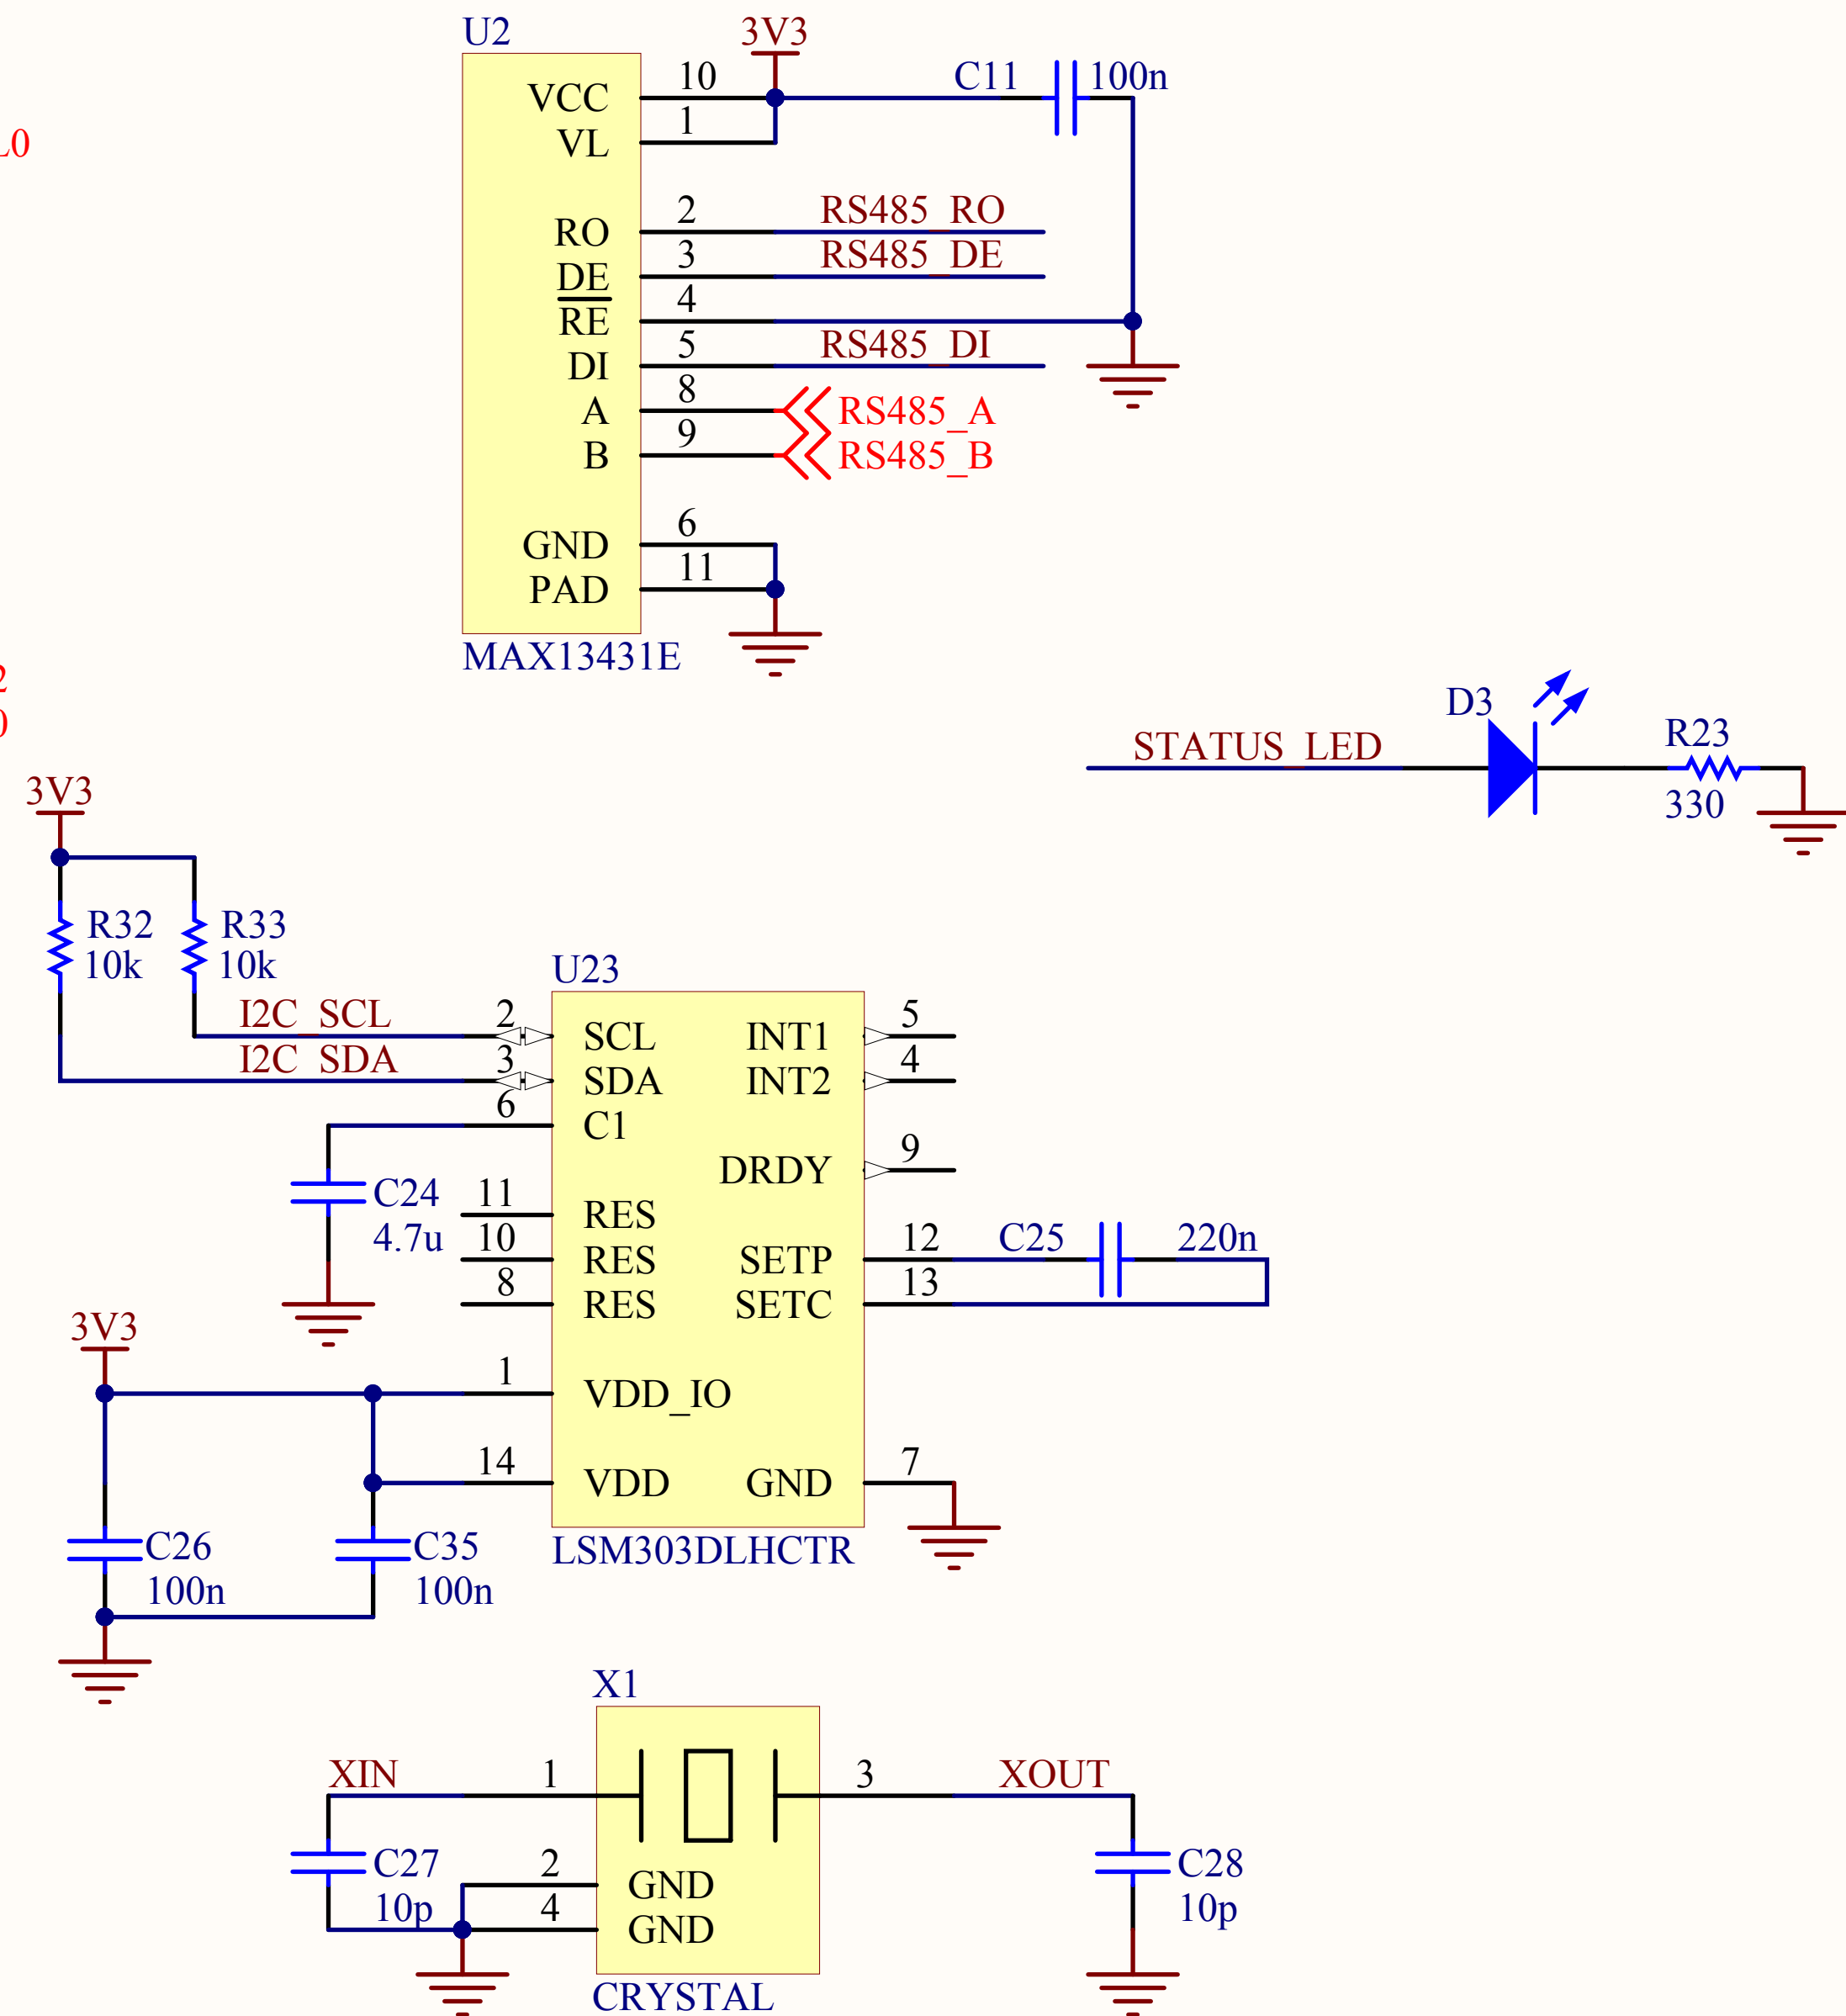 U2
3V3
VCC
10
C11
100n
VL
1
RO
2
RS485_RO
DE
3
RS485_DE
RE
4
DI
5
RS485_DI
A
8
RS485_A
B
9
RS485_B
GND
6
PAD
11
MAX13431E
L0
2
0
D3
STATUS_LED
R23
330
3V3
R32
10k
R33
10k
U23
I2C_SCL
2
SCL
INT1
5
I2C_SDA
3
SDA
INT2
4
6
C1
DRDY
9
C24
4.7u
11
RES
10
RES
SETP
12
C25
220n
8
RES
SETC
13
3V3
1
VDD_IO
14
VDD
GND
7
C26
100n
C35
100n
LSM303DLHCTR
X1
XIN
1
3
XOUT
C27
10p
2
GND
4
GND
C28
10p
CRYSTAL